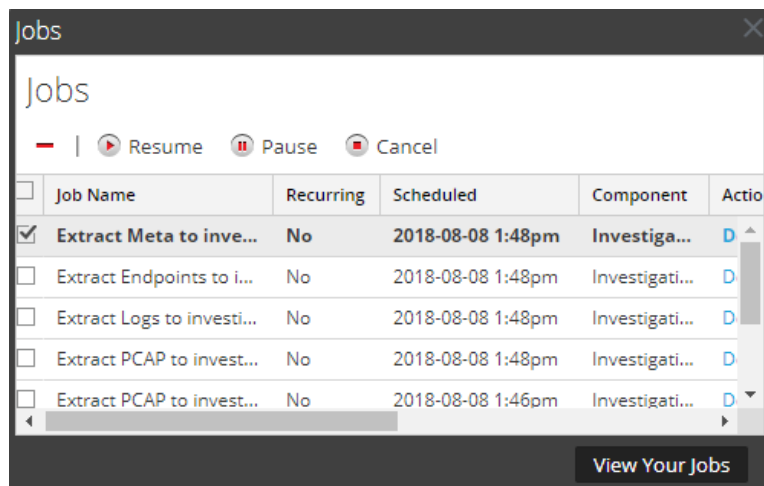 Jobs
Jobs
Resume Pause Cancel
Job Name Recurring Scheduled Component Actio
Extract Meta to inve... No 2018-08-08 1:48pm Investiga... D
Extract Endpoints to i... No 2018-08-08 1:48pm Investigati... D
Extract Logs to investi... No 2018-08-08 1:48pm Investigati... D
Extract PCAP to invest... No 2018-08-08 1:48pm Investigati... D
Extract PCAP to invest... No 2018-08-08 1:46pm Investigati... D
View Your Jobs